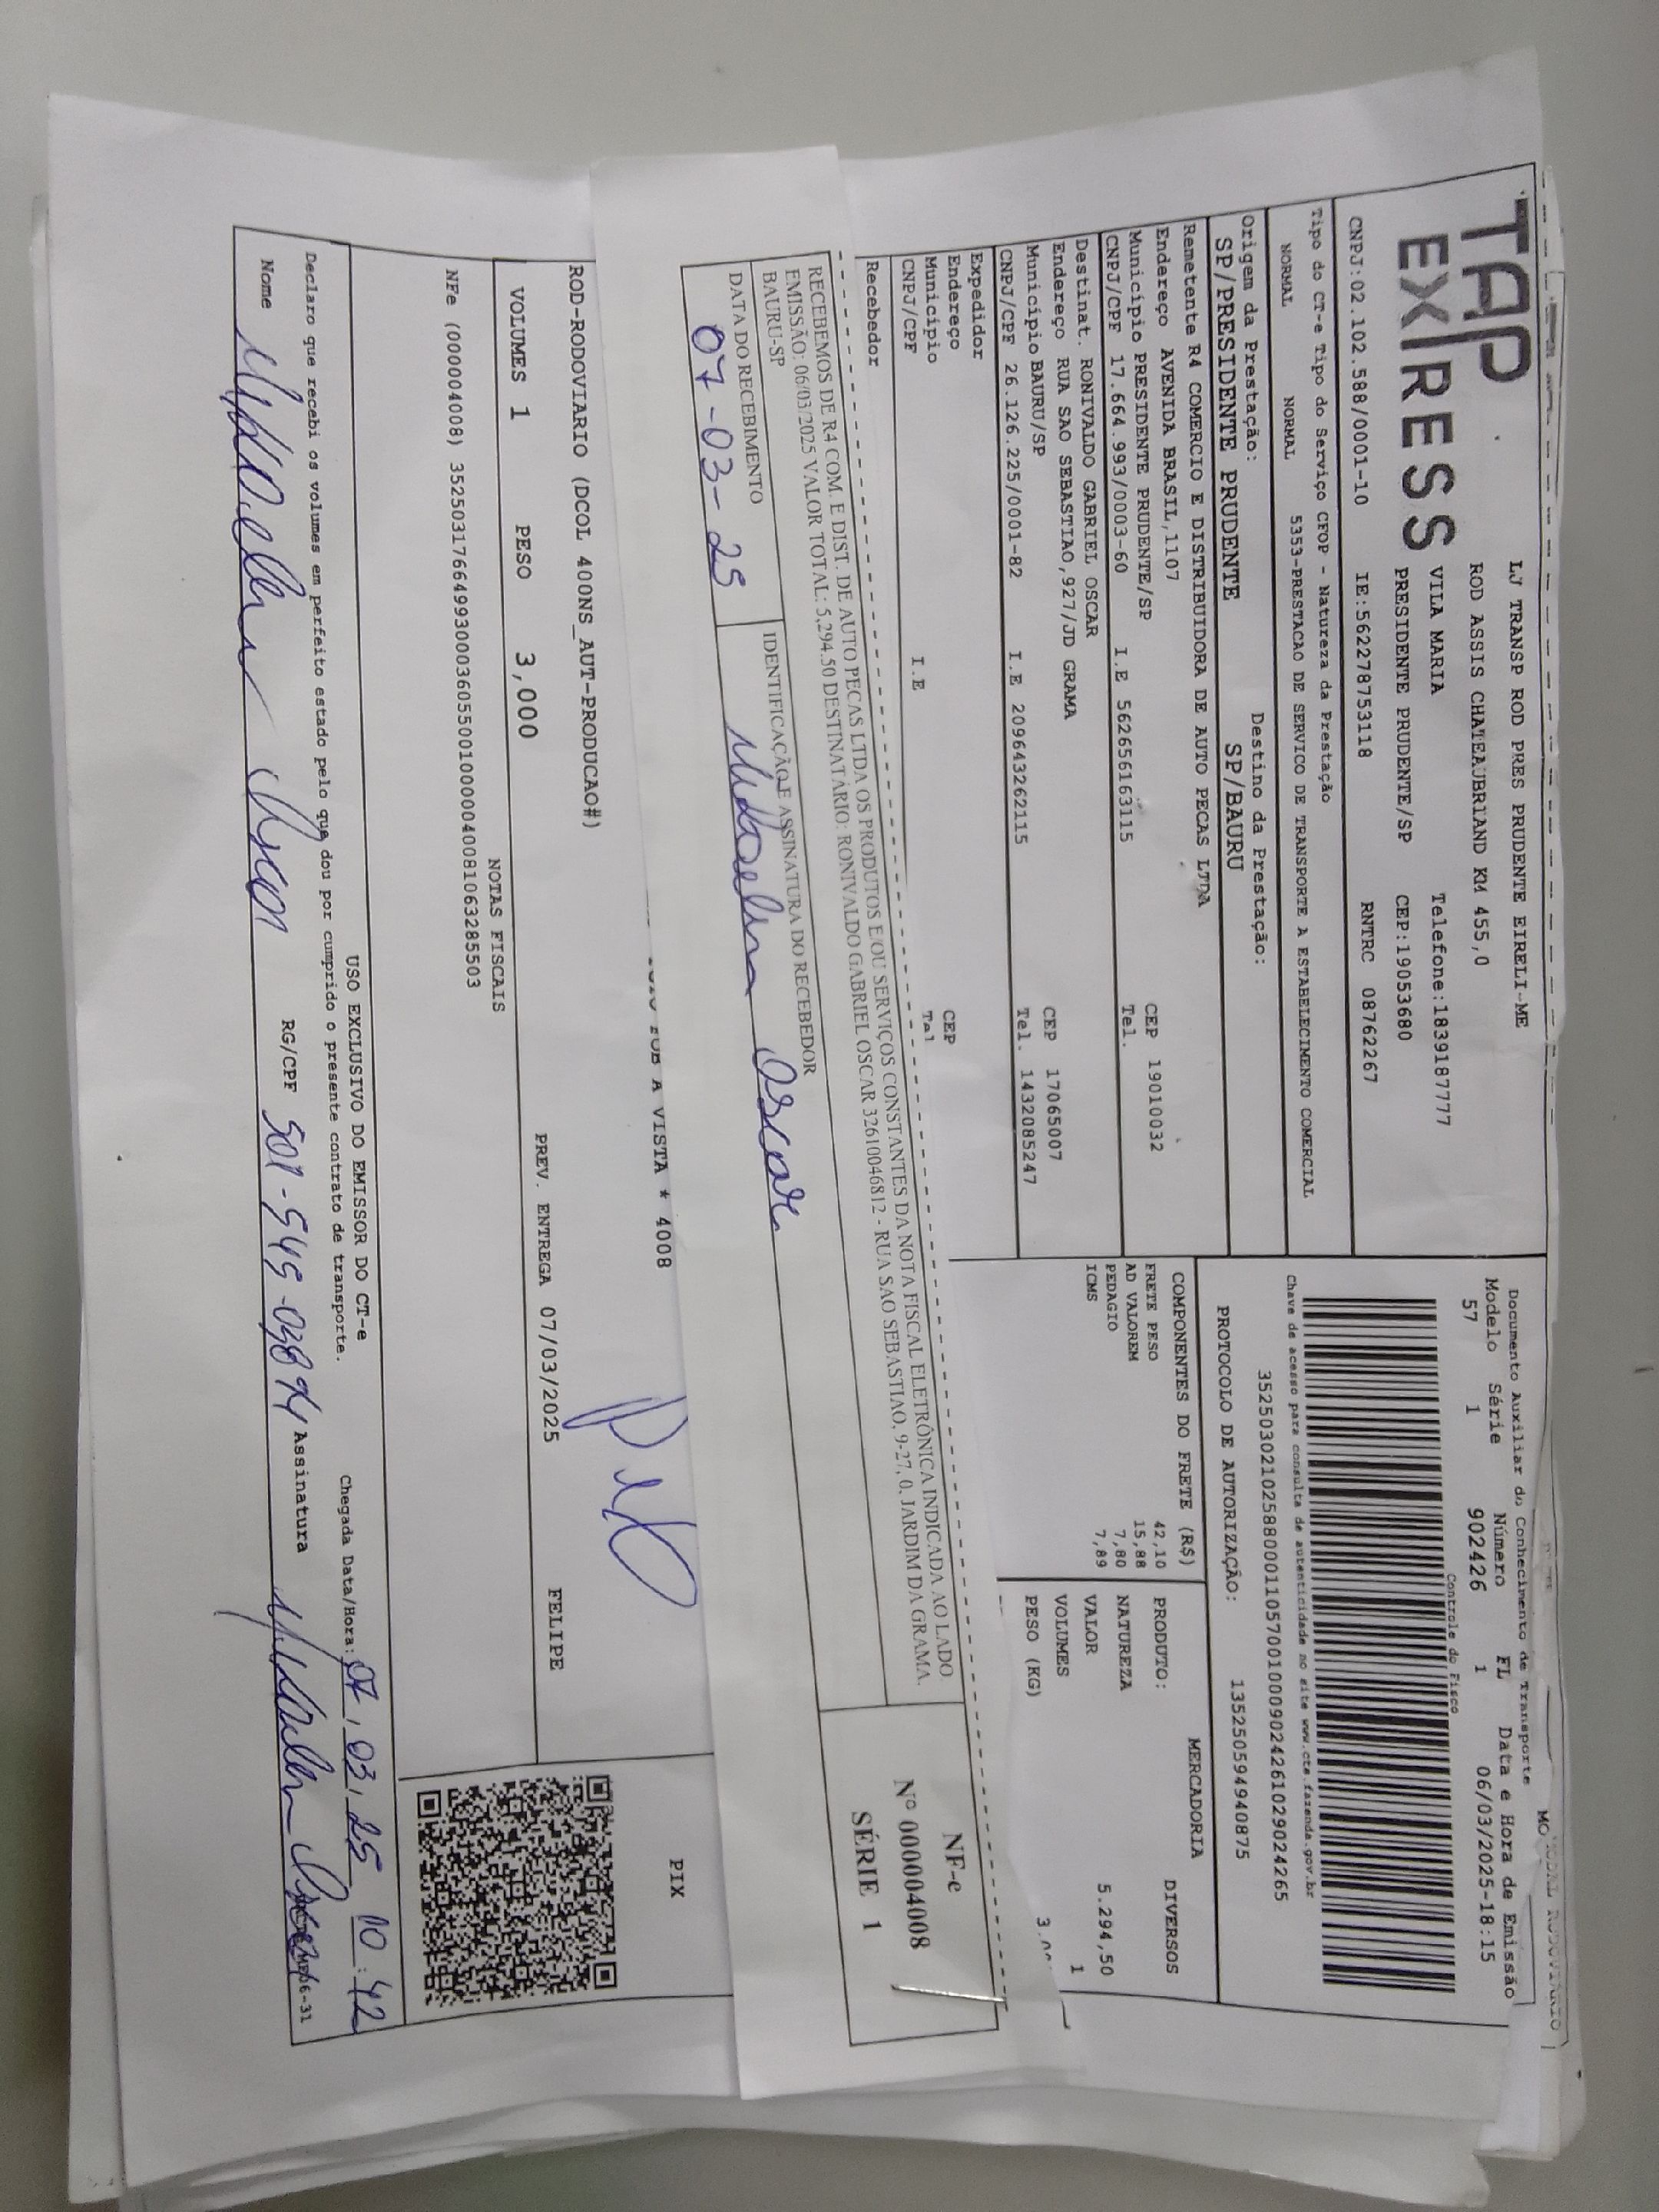 TAP EXPRESS
LJ TRANSP ROD PRES PRUDENTE EIRELI-ME
ROD ASSIS CHATEAUBRIAND KM 455,0
VILA MARIA Telefone:1839187777
PRESIDENTE PRUDENTE/SP CEP:19053680
CNPJ:02.102.588/0001-10 IE:562278753118 RNTRC 08762267
Tipo do CT-e Tipo do Serviço CFOP - Natureza da Prestação
NORMAL NORMAL 5353-PRESTACAO DE SERVICO DE TRANSPORTE A ESTABELECIMENTO COMERCIAL
Origem da Prestação: Destino da Prestação:
SP/PRESIDENTE PRUDENTE SP/BAURU
Remetente R4 COMERCIO E DISTRIBUIDORA DE AUTO PECAS LTDA
Endereço AVENIDA BRASIL,1107 CEP 19010032
Município PRESIDENTE PRUDENTE/SP Tel.
CNPJ/CPF 17.664.993/0003-60 I.E 562656163115
Destinat. RONIVALDO GABRIEL OSCAR
Endereço RUA SAO SEBASTIAO,927/JD GRAMA CEP 17065007
Município BAURU/SP Tel. 1432085247
CNPJ/CPF 26.126.225/0001-82 I.E 209643262115
Expedidor
Endereço CEP
Município Tel
CNPJ/CPF I.E
Recebedor
Documento Auxiliar do Conhecimento de Transporte
MODAL RODOVIÁRIO
Modelo Série Número FL Data e Hora de Emissão
57 1 902426 1 06/03/2025-18:15
Controle do Fisco
Chave de acesso para consulta de autenticidade no site www.cte.fazenda.gov.br
35250302102588000110570010009024261029024265
PROTOCOLO DE AUTORIZAÇÃO: 135250594940875
COMPONENTES DO FRETE (R$)
FRETE PESO 42,10
AD VALOREM 15,88
PEDAGIO 7,80
ICMS 7,89
MERCADORIA
PRODUTO: DIVERSOS
NATUREZA
VALOR 5.294,50
VOLUMES 1
PESO (KG)
RECEBEMOS DE R4 COM. E DIST. DE AUTO PECAS LTDA OS PRODUTOS E/OU SERVIÇOS CONSTANTES DA NOTA FISCAL ELETRÔNICA INDICADA AO LADO
EMISSÃO: 06/03/2025 VALOR TOTAL: 5,294.50 DESTINATÁRIO: RONIVALDO GABRIEL OSCAR 32610046812 - RUA SAO SEBASTIAO, 9-27, 0, JARDIM DA GRAMA,
BAURU-SP
DATA DO RECEBIMENTO IDENTIFICAÇÃO E ASSINATURA DO RECEBEDOR
07-03-25 Oscar
NF-e
Nº 000004008
SÉRIE 1
A VISTA * 4008
PIX
ROD-RODOVIARIO (DCOL 400NS_AUT-PRODUCAO#)
VOLUMES 1 PESO 3,000 PREV. ENTREGA 07/03/2025 FELIPE
NOTAS FISCAIS
NFe (000004008) 35250317664993000360550010000040081063285503
USO EXCLUSIVO DO EMISSOR DO CT-e
Declaro que recebi os volumes em perfeito estado pelo que dou por cumprido o presente contrato de transporte.
Chegada Data/Hora: 07 / 03 / 25 10 : 42
Nome Oscar RG/CPF Assinatura